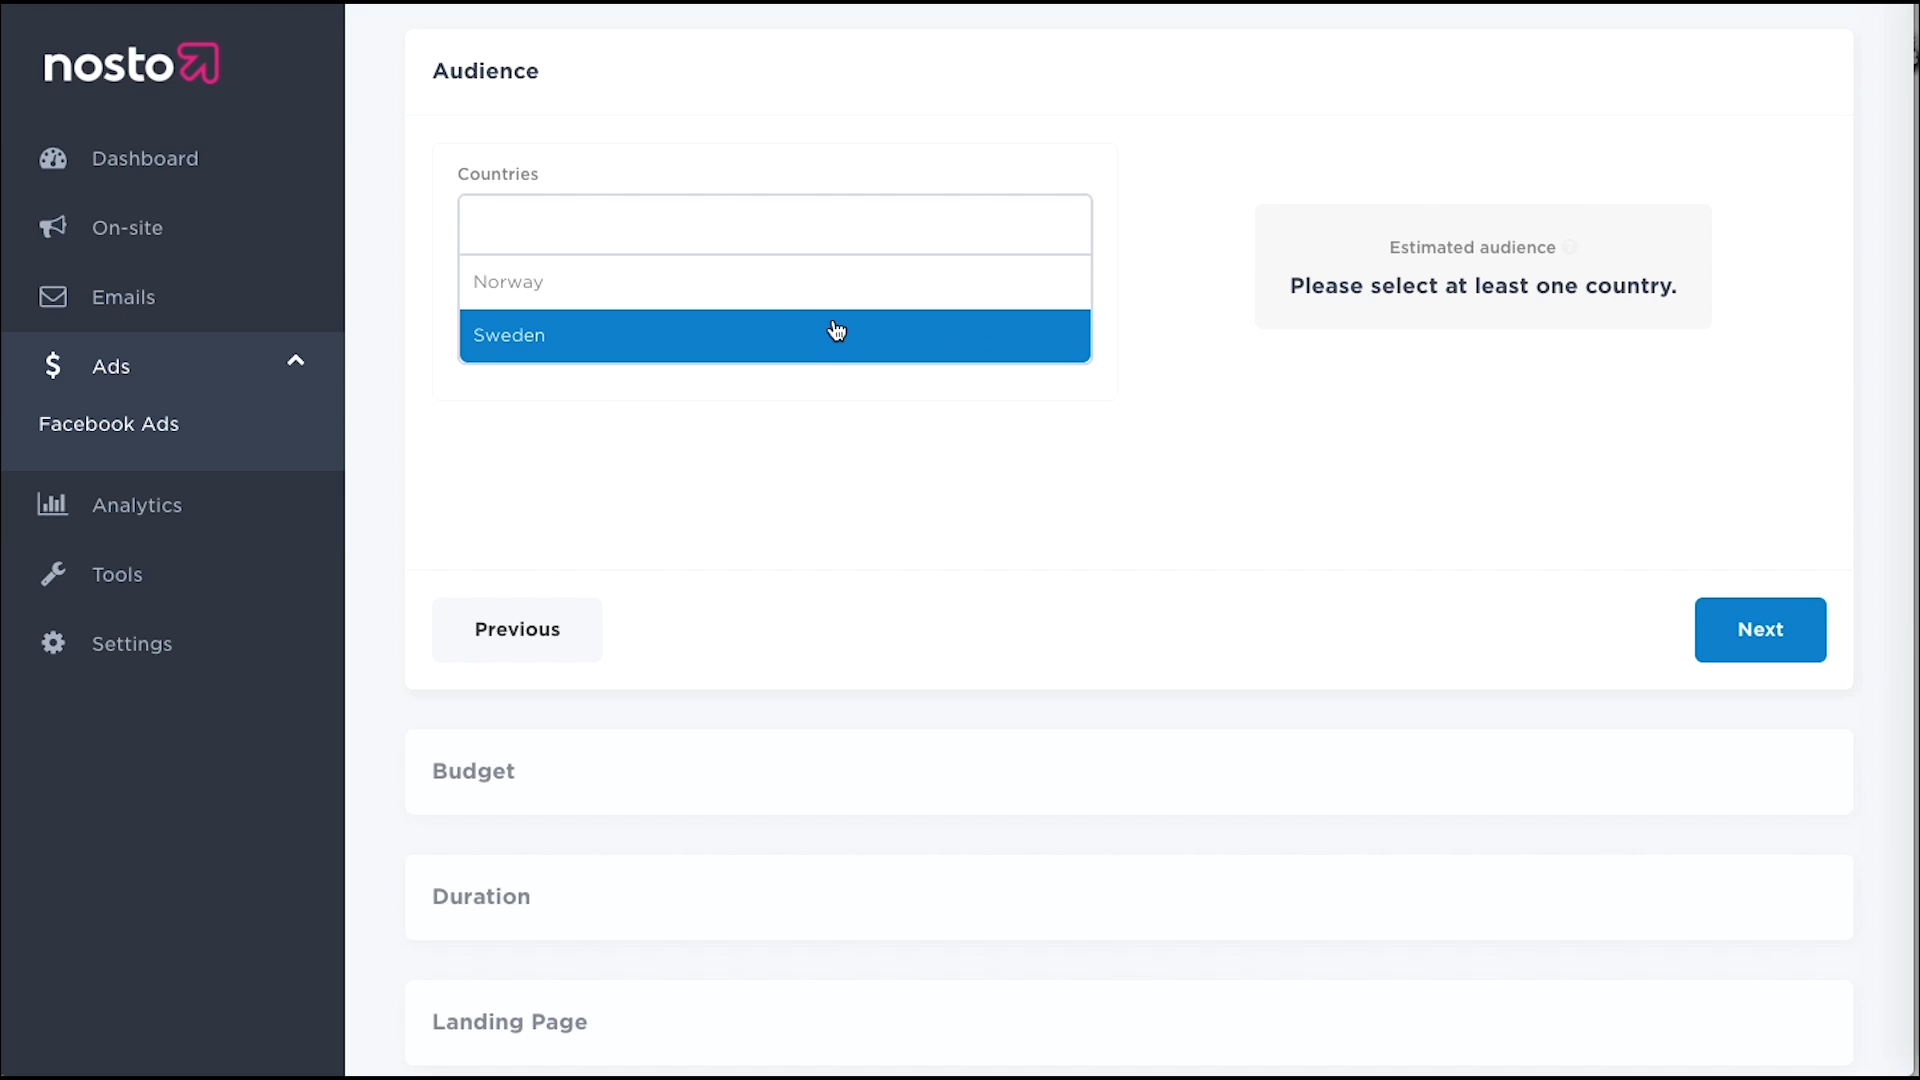 nosto
Dashboard
On-site
Emails
Ads
Facebook Ads
Analytics
Tools
Settings
Audience
Countries
Norway
Sweden
Estimated audience
Please select at least one country.
Previous
Next
Budget
Duration
Landing Page